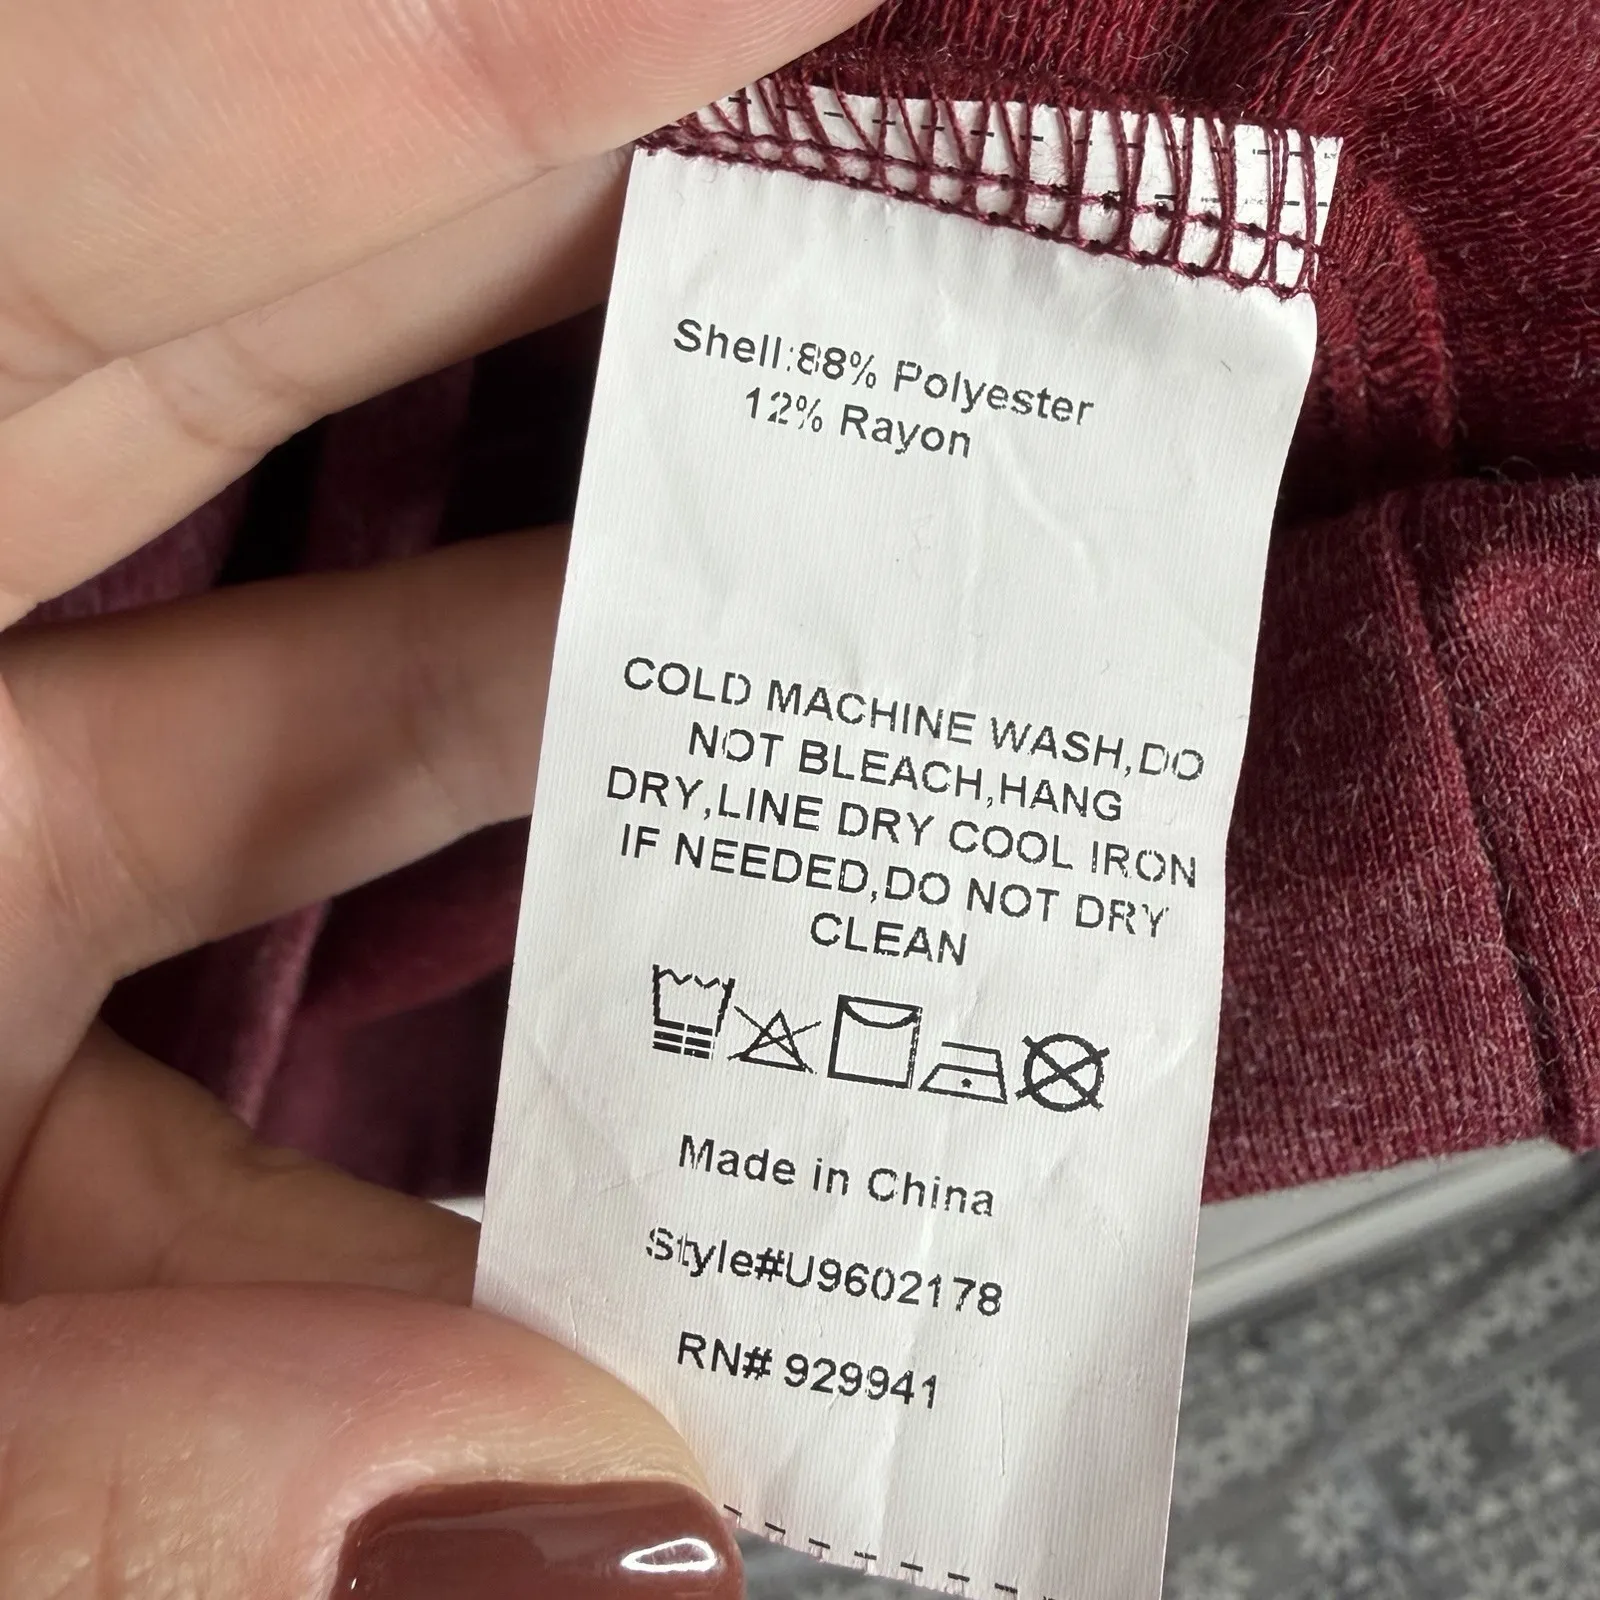 Shell:88% Polyester
12% Rayon
COLD MACHINE WASH,DO
NOT BLEACH,HANG
DRY,LINE DRY COOL IRON
IF NEEDED,DO NOT DRY
CLEAN
Made in China
Style#U9602178
RN# 929941